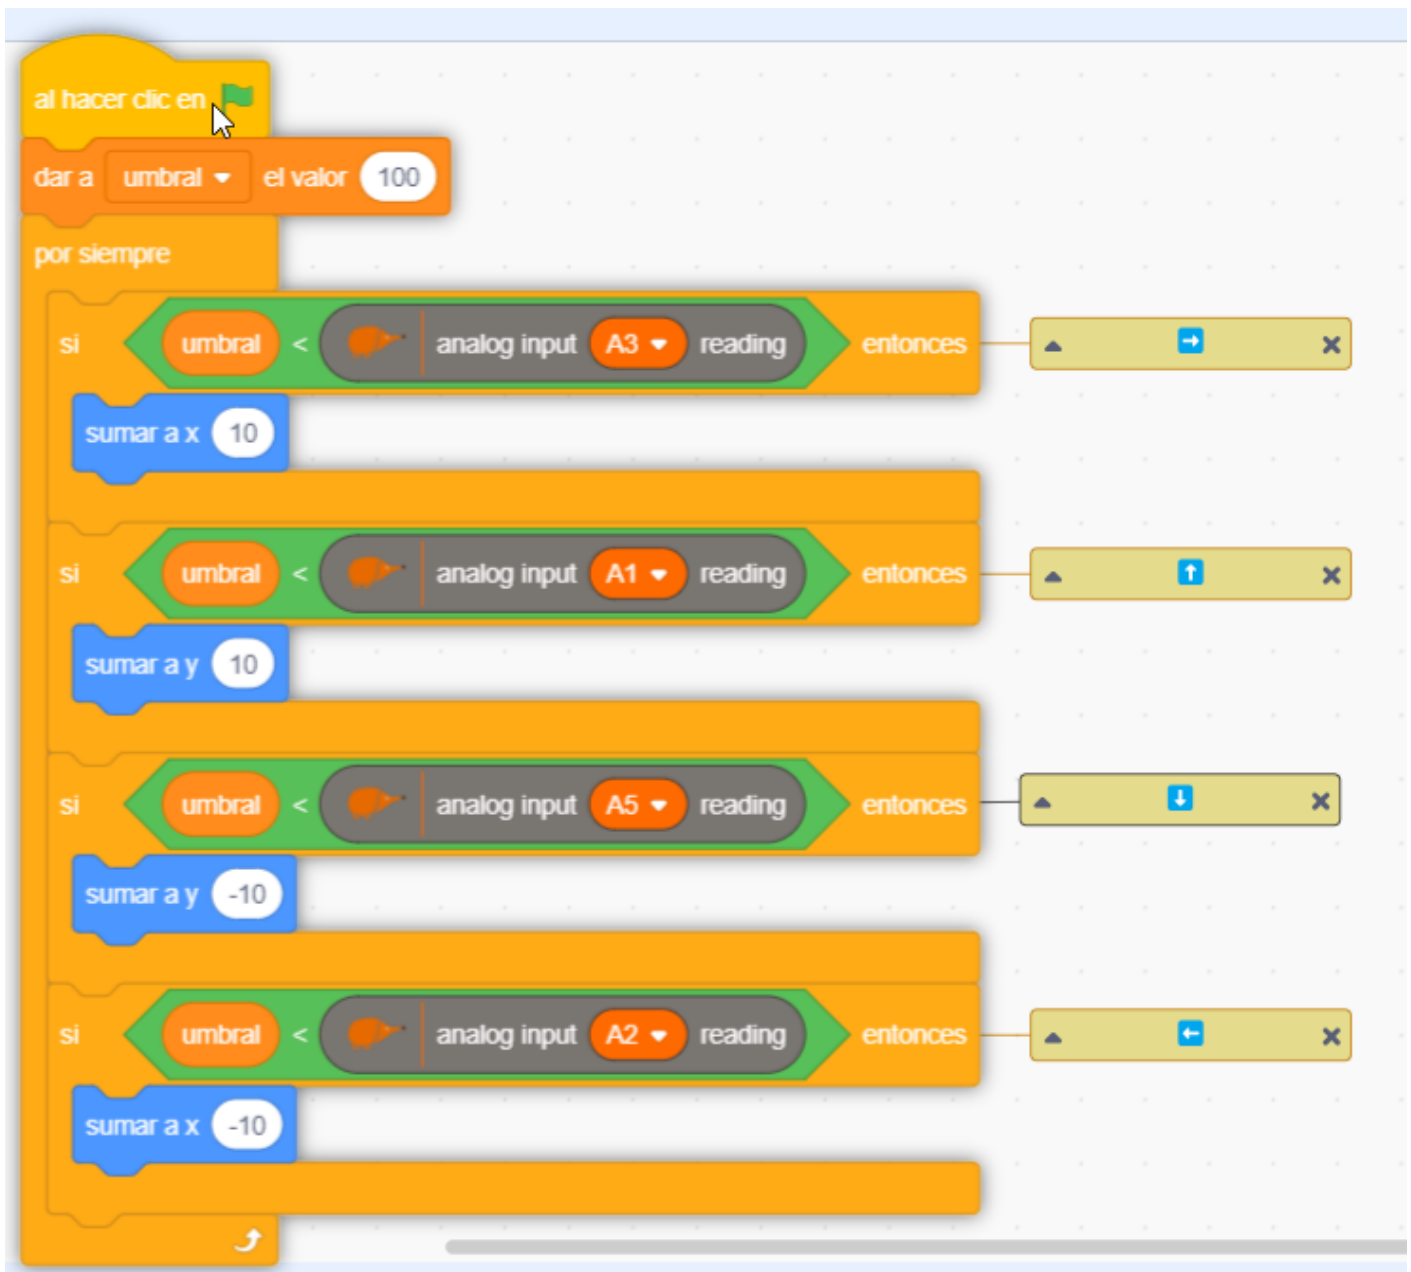 al hacer clic en
dar a umbral el valor 100
por siempre
si umbral < analog input A3 reading entonces
sumar a x 10
si umbral < analog input A1 reading entonces
sumar a y 10
si umbral < analog input A5 reading entonces
sumar a y -10
si umbral < analog input A2 reading entonces
sumar a x -10